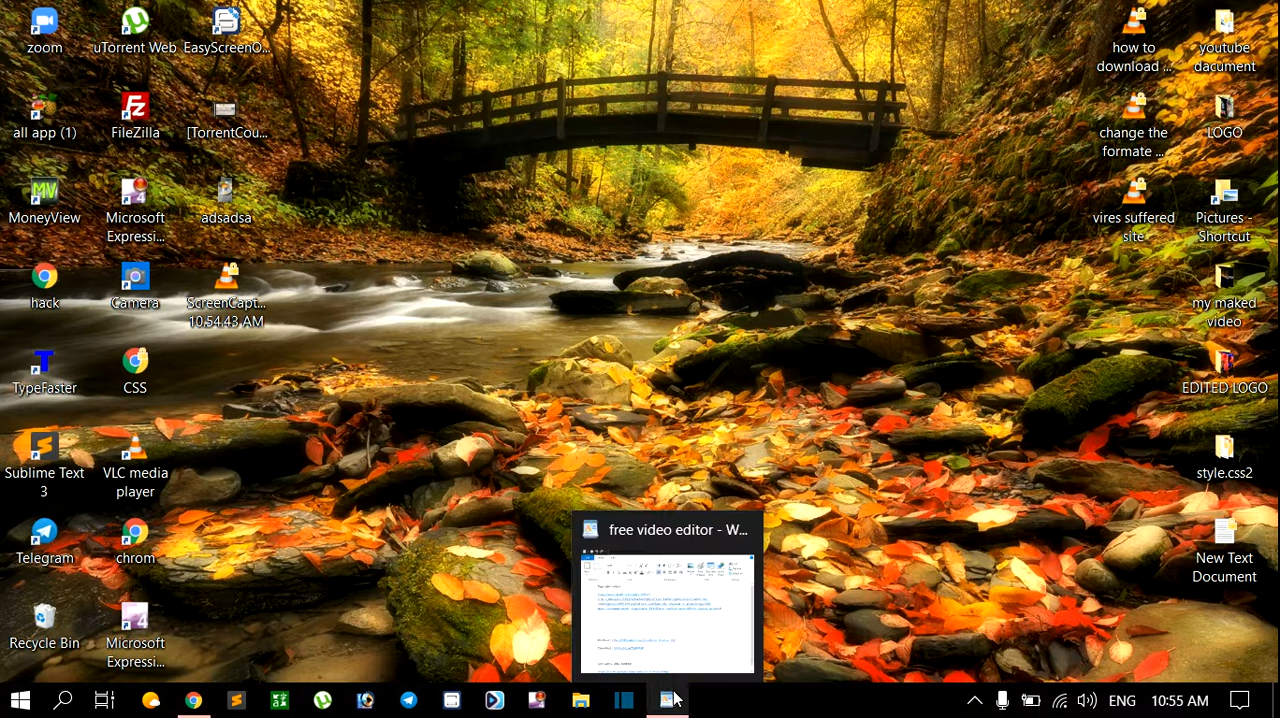 zoom
uTorrent Web
EasyScreenO...
how to
download ...
youtube
dacument
all app (1)
FileZilla
[TorrentCou...
change the
formate ...
LOGO
MoneyView
Microsoft
Expressi...
adsadsa
vires suffered
site
Pictures -
Shortcut
hack
Camera
ScreenCapt...
10.54.43 AM
my maked
video
TypeFaster
CSS
EDITED LOGO
Sublime Text
3
VLC media
player
style.css2
Telegram
chrom
New Text
Document
Recycle Bin
Microsoft
Expressi...
free video editor - W...
ENG
10:55 AM